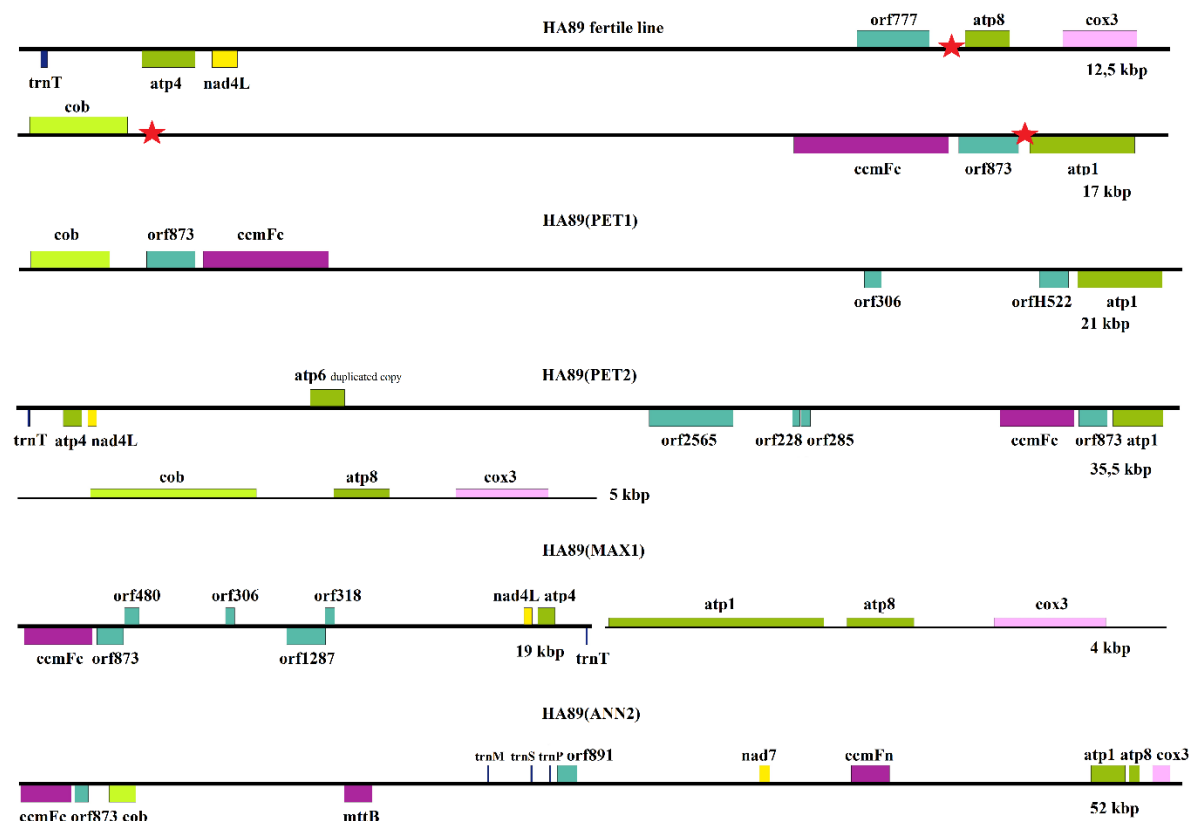 HA89 fertile line
orf777 atp8 cox3
trnT atp4 nad4L 12,5 kbp
cob
ccmFc orf873 atp1
17 kbp
HA89(PET1)
cob orf873 ccmFc
orf306 orfH522 atp1
21 kbp
HA89(PET2)
atp6 duplicated copy
trnT atp4 nad4L orf2565 orf228 orf285 ccmFc orf873 atp1
35,5 kbp
cob atp8 cox3
5 kbp
HA89(MAX1)
orf480 orf306 orf318 nad4L atp4 atp1 atp8 cox3
ccmFc orf873 orf1287 19 kbp trnT 4 kbp
HA89(ANN2)
trnM trnS trnP orf891 nad7 ccmFn atp1 atp8 cox3
ccmFc orf873 cob mttB 52 kbp